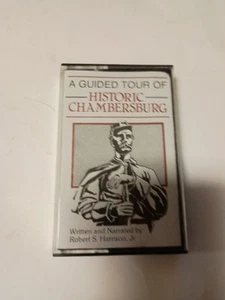 A GUIDED TOUR OF
HISTORIC
CHAMBERSBURG
Written and Narrated by
Robert S. Harrison, Jr.